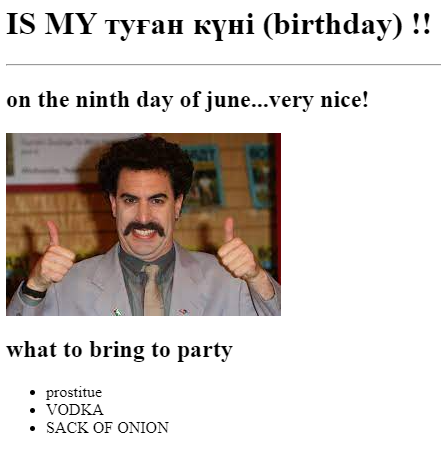 IS MY туған күні (birthday) !!
on the ninth day of june...very nice!
what to bring to party
prostitue
VODKA
SACK OF ONION